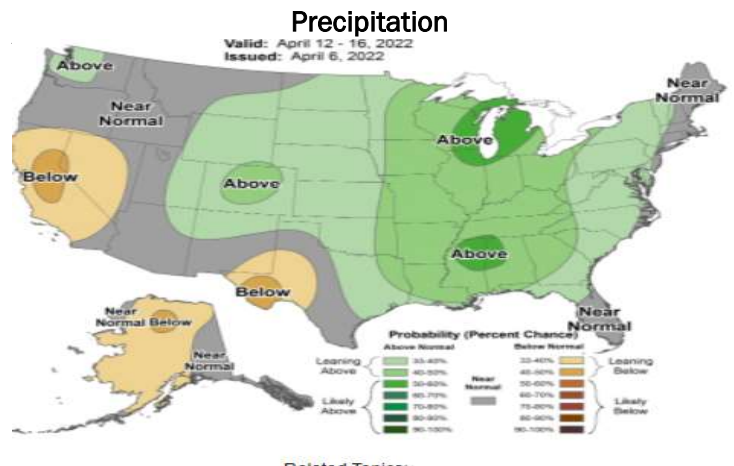 Precipitation
Valid: April 12 - 16, 2022
Issued: April 6, 2022
Above
Near
Normal
Near
Normal
Above
Below
Above
Above
Below
Near
Normal
Near
Normal
Below
Near
Normal
Probability (Percent Chance)
Above Normal
Below Normal
Leaning
Above
33-40%
40-50%
50-60%
60-70%
70-80%
80-90%
90-100%
Likely
Above
Near
Normal
33-40%
40-50%
50-60%
60-70%
70-80%
80-90%
90-100%
Leaning
Below
Likely
Below